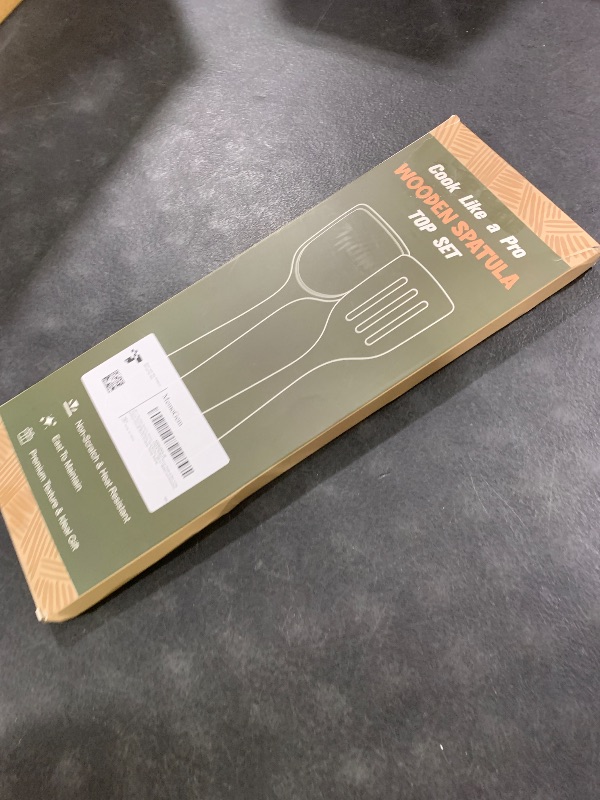 Cook Like a Pro
WOODEN SPATULA
TOP SET
Non-Scratch & Heat Resistant
Easy To Maintain
Premium Texture & Ideal Gift